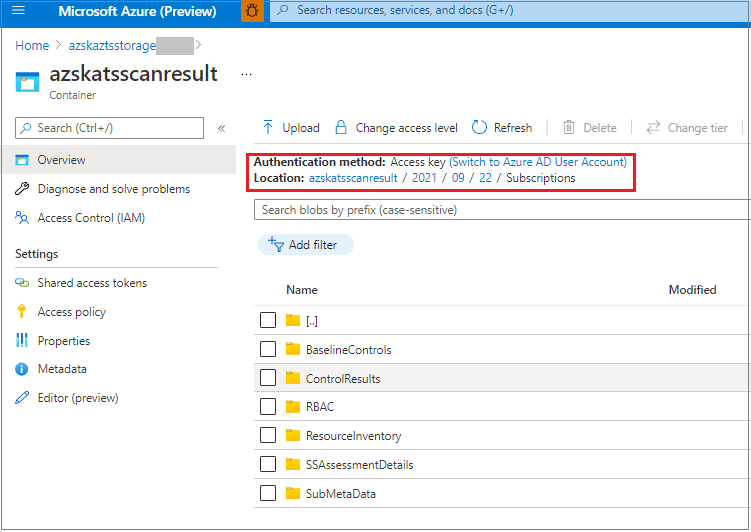 Microsoft Azure (Preview)
Search resources, services, and docs (G+/)
Home > azskaztsstorage >
azskatsscanresult ...
Container
Search (Ctrl+/) «
Overview
Diagnose and solve problems
Access Control (IAM)
Settings
Shared access tokens
Access policy
Properties
Metadata
Editor (preview)
Upload Change access level Refresh Delete Change tier
Authentication method: Access key (Switch to Azure AD User Account)
Location: azskatsscanresult / 2021 / 09 / 22 / Subscriptions
Search blobs by prefix (case-sensitive)
Add filter
Name Modified
[..]
BaselineControls
ControlResults
RBAC
ResourceInventory
SSAssessmentDetails
SubMetaData